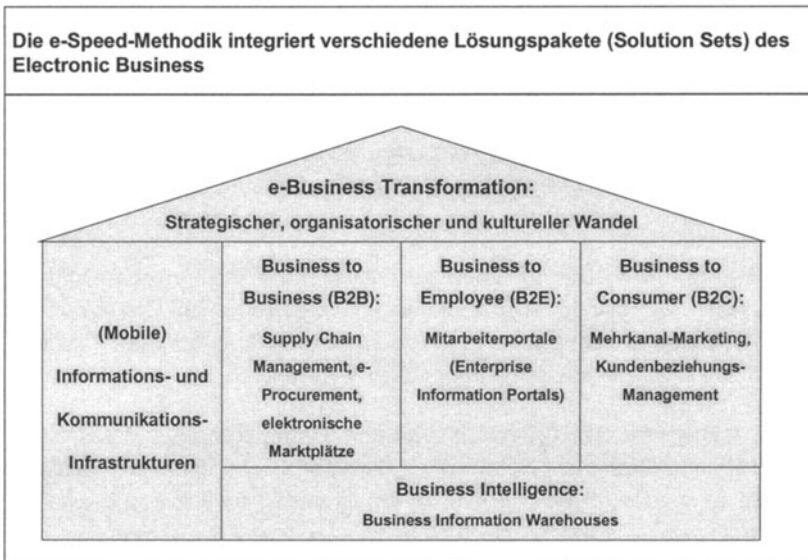 Die e-Speed-Methodik integriert verschiedene Lösungspakete (Solution Sets) des
Electronic Business
e-Business Transformation:
Strategischer, organisatorischer und kultureller Wandel
(Mobile)
Informations- und
Kommunikations-
Infrastrukturen
Business to
Business (B2B):
Supply Chain
Management, e-
Procurement,
elektronische
Marktplätze
Business to
Employee (B2E):
Mitarbeiterportale
(Enterprise
Information Portals)
Business to
Consumer (B2C):
Mehrkanal-Marketing,
Kundenbeziehungs-
Management
Business Intelligence:
Business Information Warehouses